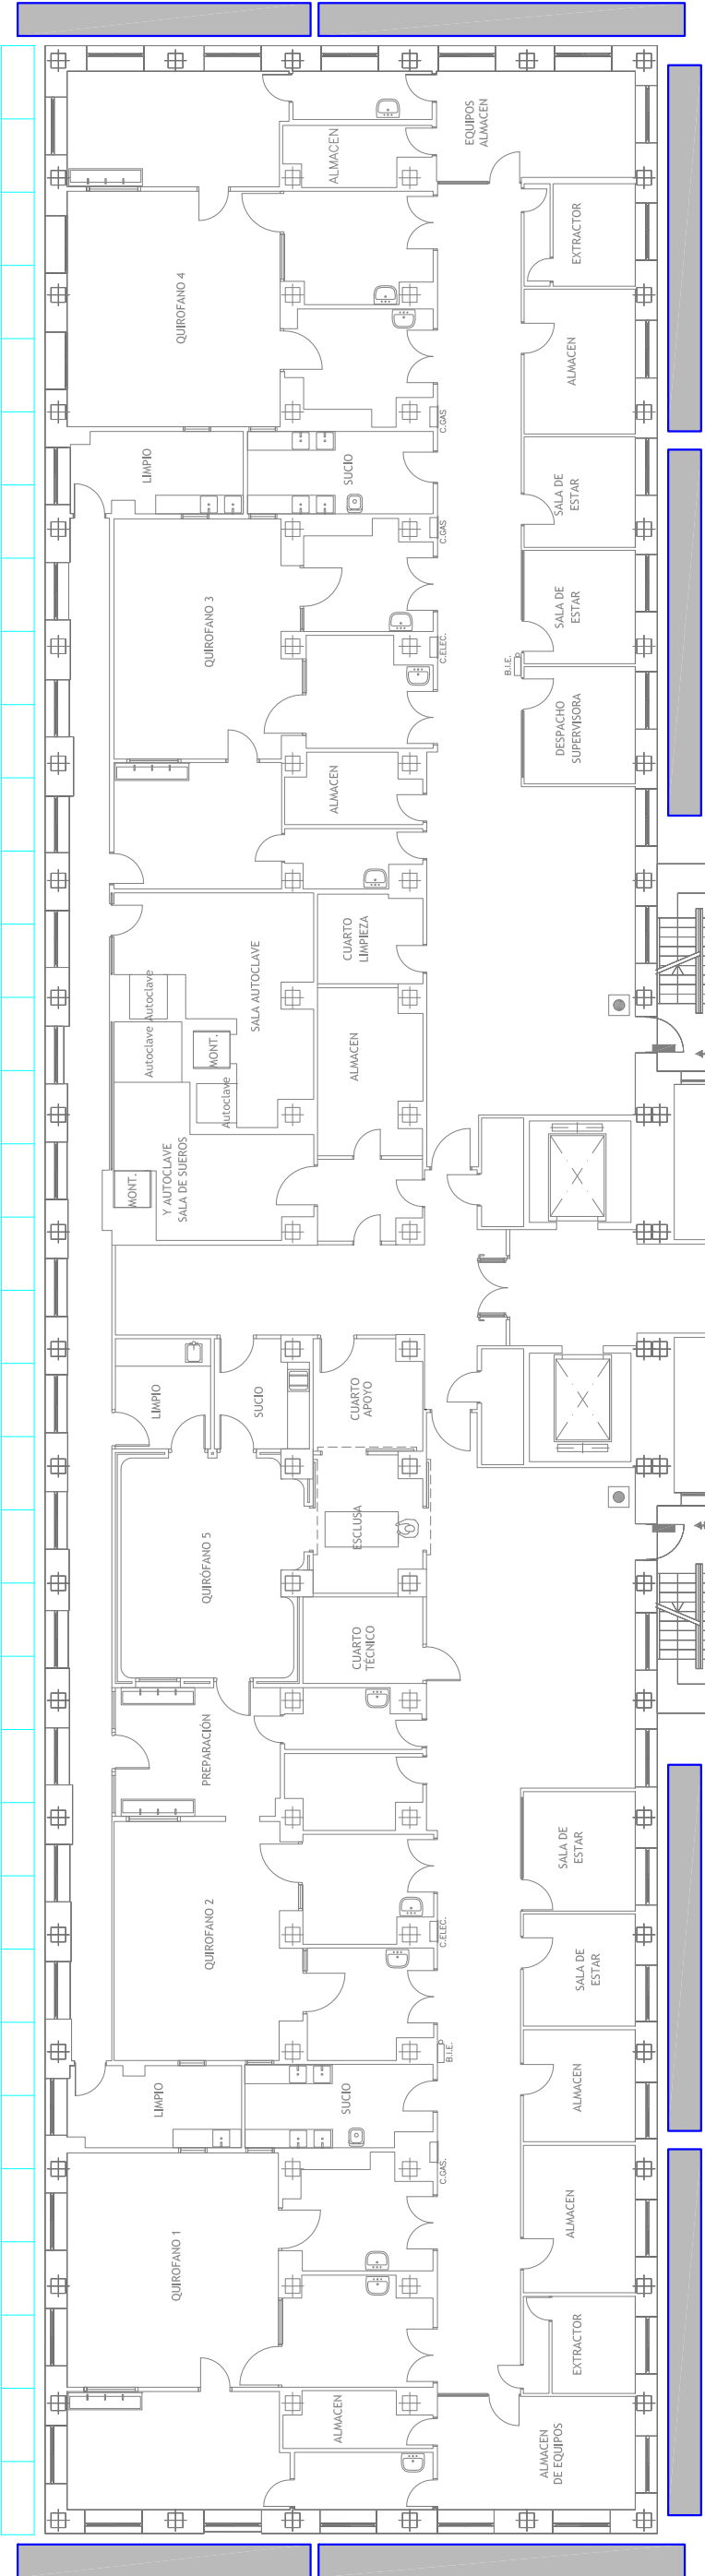 EQUIPOS
ALMACEN
ALMACEN
EXTRACTOR
QUIROFANO 4
ALMACEN
C.GAS
LIMPIO
SUCIO
SALA DE
ESTAR
C.GAS
QUIROFANO 3
SALA DE
ESTAR
C.ELEC.
B.I.E.
DESPACHO
SUPERVISORA
ALMACEN
CUARTO
LIMPIEZA
SALA AUTOCLAVE
Autoclave
Autoclave
MONT.
ALMACEN
Autoclave
MONT.
Y AUTOCLAVE
SALA DE SUEROS
LIMPIO
SUCIO
CUARTO
APOYO
ESCLUSA
QUIRÓFANO 5
CUARTO
TÉCNICO
PREPARACIÓN
SALA DE
ESTAR
QUIROFANO 2
C.ELEC.
SALA DE
ESTAR
B.I.E.
LIMPIO
SUCIO
ALMACEN
C.GAS.
ALMACEN
QUIROFANO 1
EXTRACTOR
ALMACEN
ALMACEN
DE EQUIPOS